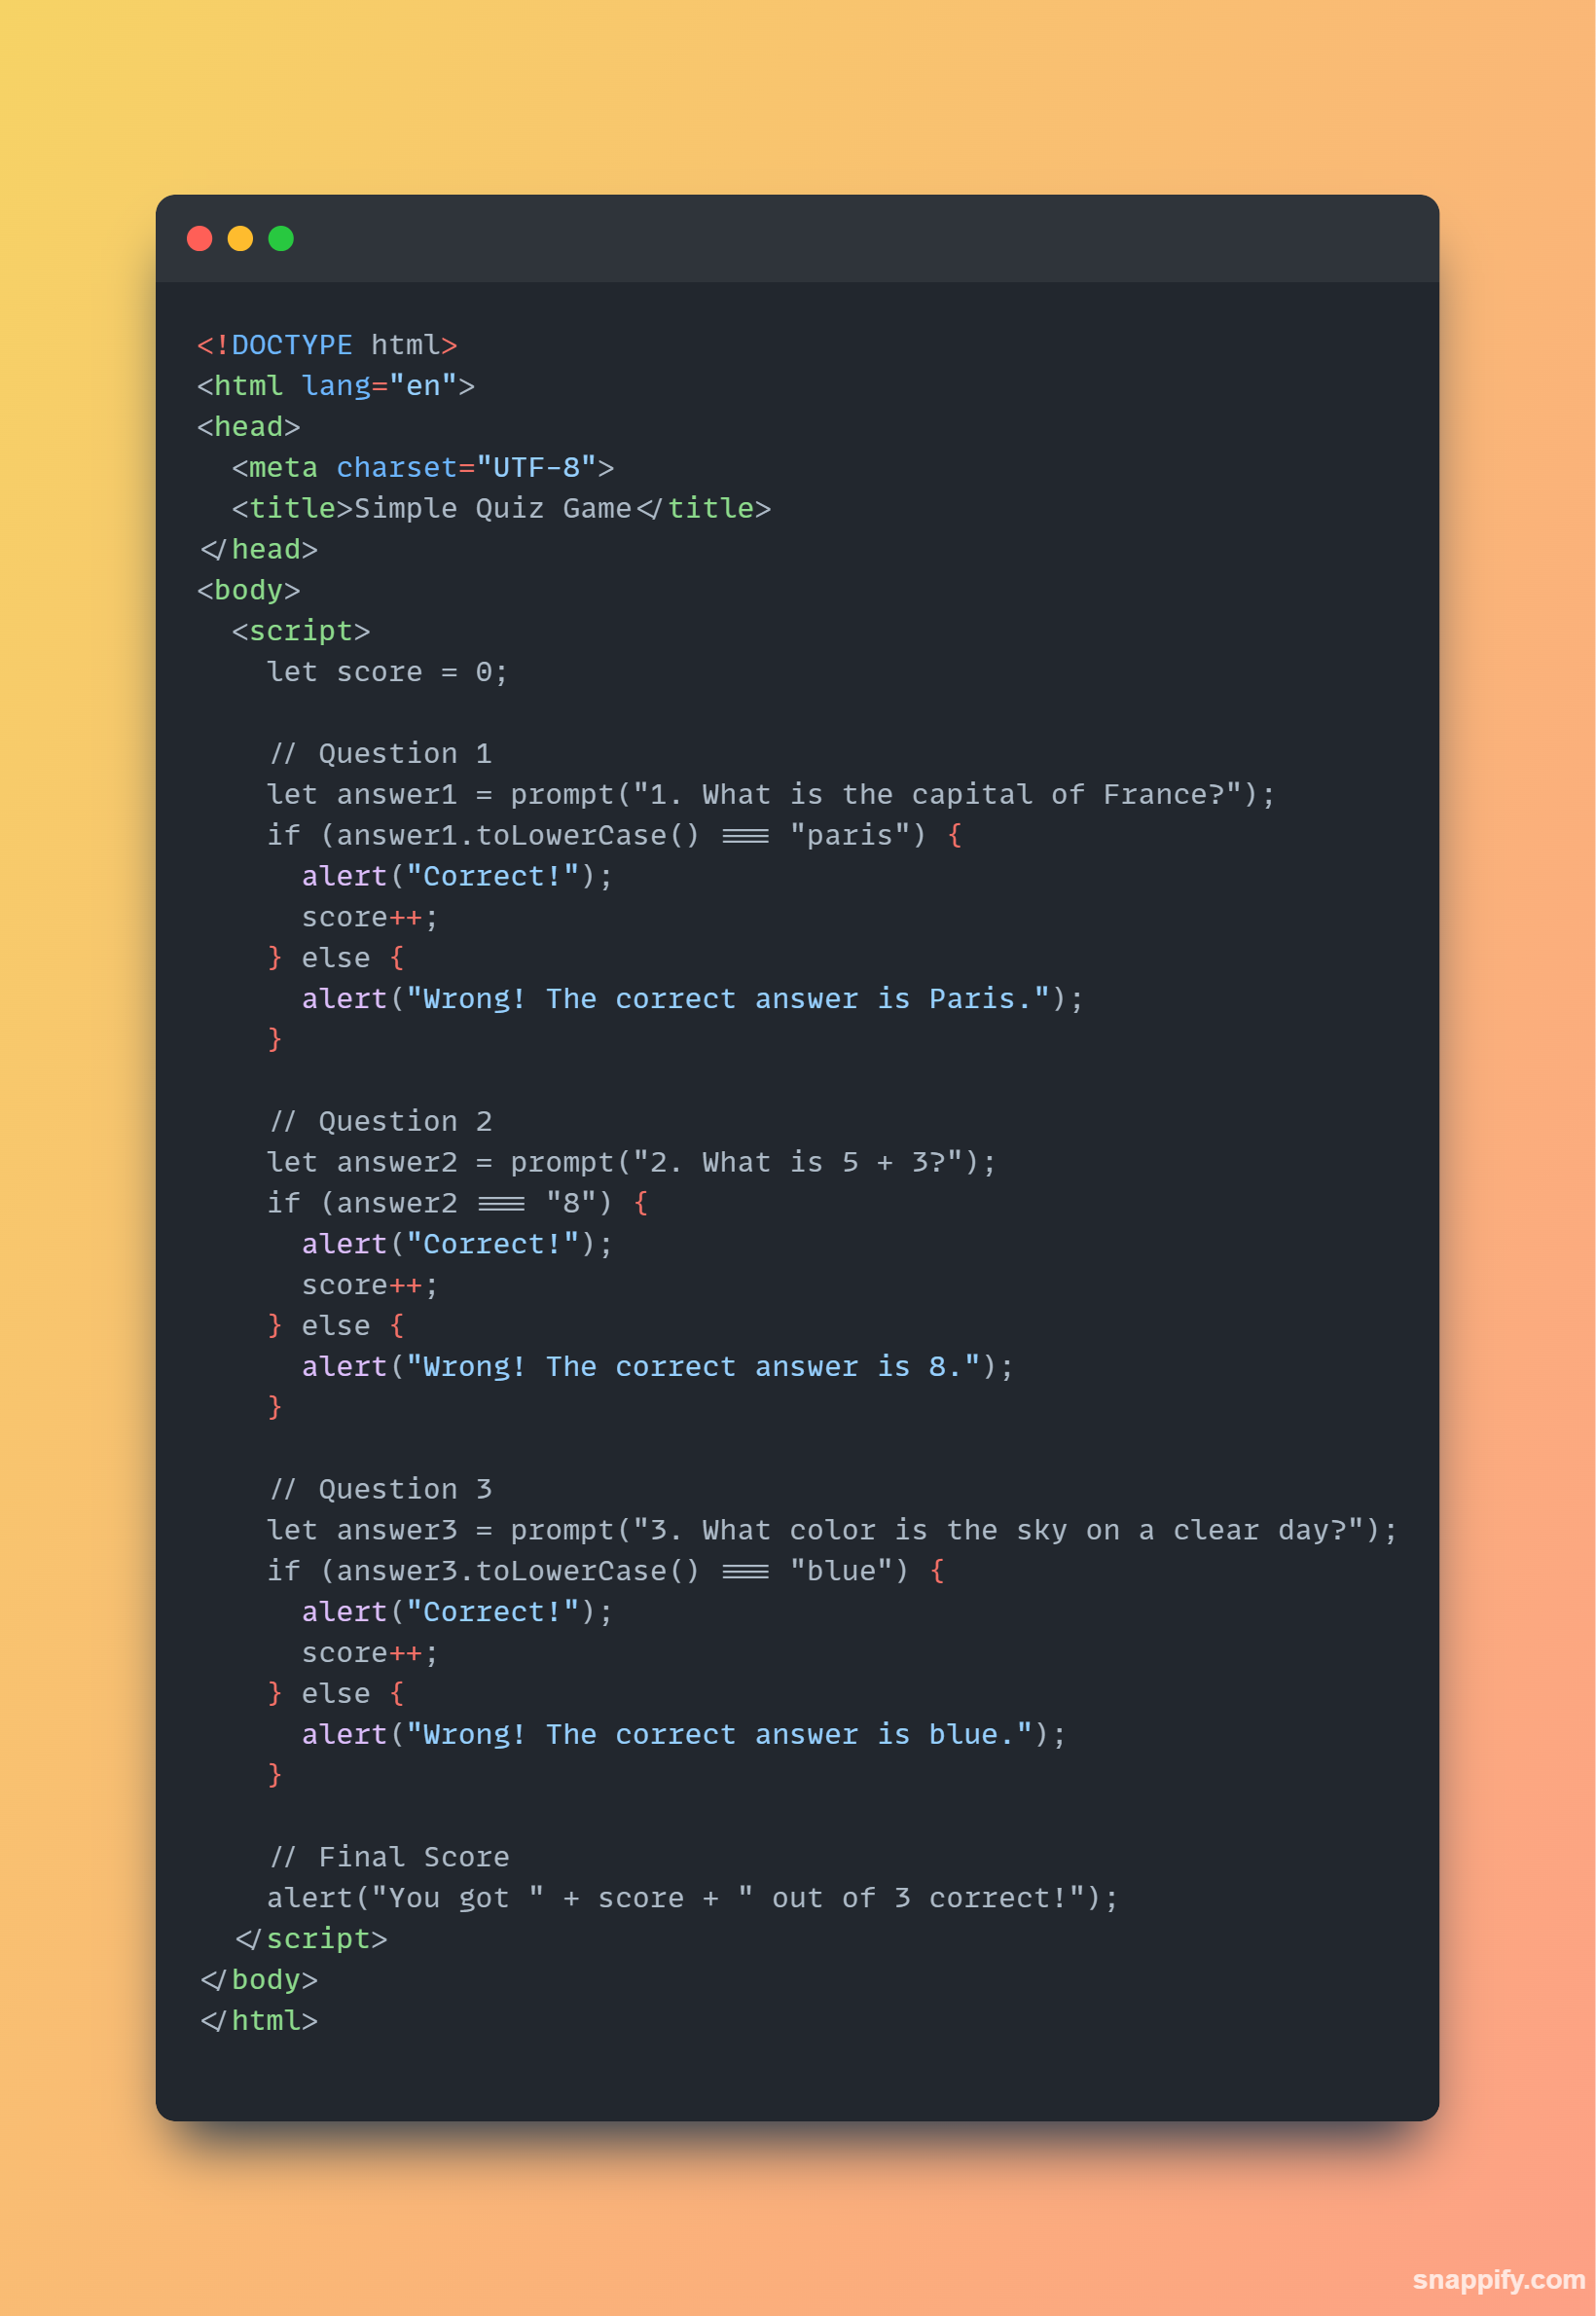 <!DOCTYPE html>
<html lang="en">
<head>
  <meta charset="UTF-8">
  <title>Simple Quiz Game</title>
</head>
<body>
  <script>
    let score = 0;

    // Question 1
    let answer1 = prompt("1. What is the capital of France?");
    if (answer1.toLowerCase() === "paris") {
      alert("Correct!");
      score++;
    } else {
      alert("Wrong! The correct answer is Paris.");
    }

    // Question 2
    let answer2 = prompt("2. What is 5 + 3?");
    if (answer2 === "8") {
      alert("Correct!");
      score++;
    } else {
      alert("Wrong! The correct answer is 8.");
    }

    // Question 3
    let answer3 = prompt("3. What color is the sky on a clear day?");
    if (answer3.toLowerCase() === "blue") {
      alert("Correct!");
      score++;
    } else {
      alert("Wrong! The correct answer is blue.");
    }

    // Final Score
    alert("You got " + score + " out of 3 correct!");
  </script>
</body>
</html>
snappify.com